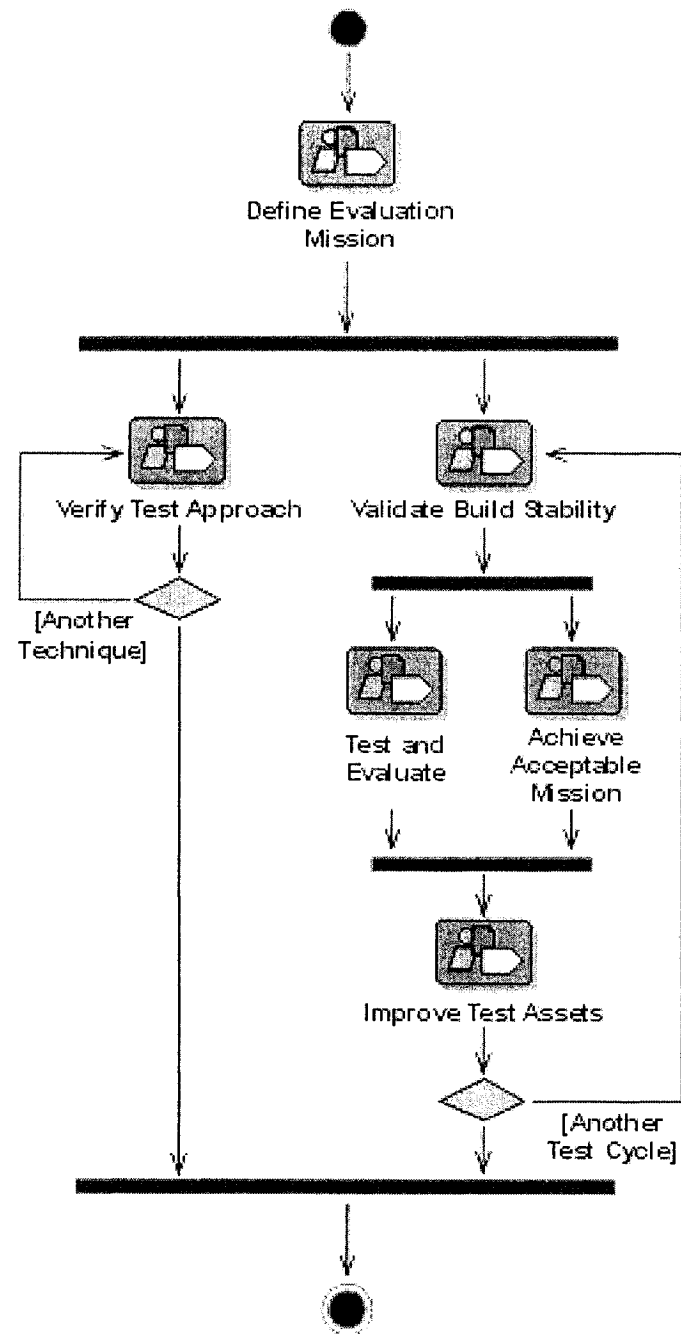 Define Evaluation
Mission
Verify Test Approach
Validate Build Stability
[Another
Technique]
Test and
Evaluate
Achieve
Acceptable
Mission
Improve Test Assets
[Another
Test Cycle]